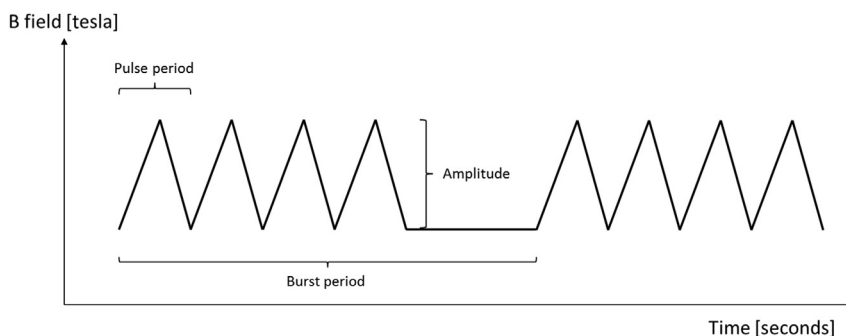 B field [tesla]
Pulse period
Amplitude
Burst period
Time [seconds]